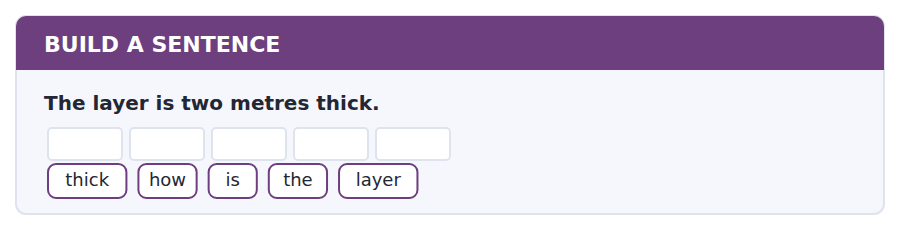 BUILD A SENTENCE
The layer is two metres thick.
thick how is the layer